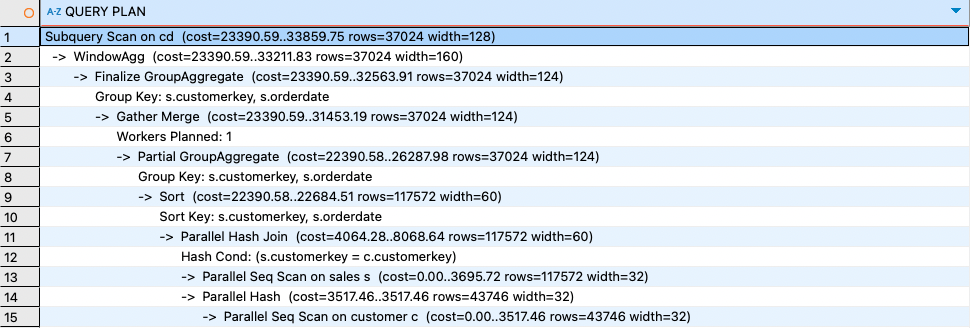 A-Z QUERY PLAN
1 Subquery Scan on cd (cost=23390.59..33859.75 rows=37024 width=128)
2 -> WindowAgg (cost=23390.59..33211.83 rows=37024 width=160)
3 -> Finalize GroupAggregate (cost=23390.59..32563.91 rows=37024 width=124)
4 Group Key: s.customerkey, s.orderdate
5 -> Gather Merge (cost=23390.59..31453.19 rows=37024 width=124)
6 Workers Planned: 1
7 -> Partial GroupAggregate (cost=22390.58..26287.98 rows=37024 width=124)
8 Group Key: s.customerkey, s.orderdate
9 -> Sort (cost=22390.58..22684.51 rows=117572 width=60)
10 Sort Key: s.customerkey, s.orderdate
11 -> Parallel Hash Join (cost=4064.28..8068.64 rows=117572 width=60)
12 Hash Cond: (s.customerkey = c.customerkey)
13 -> Parallel Seq Scan on sales s (cost=0.00..3695.72 rows=117572 width=32)
14 -> Parallel Hash (cost=3517.46..3517.46 rows=43746 width=32)
15 -> Parallel Seq Scan on customer c (cost=0.00..3517.46 rows=43746 width=32)